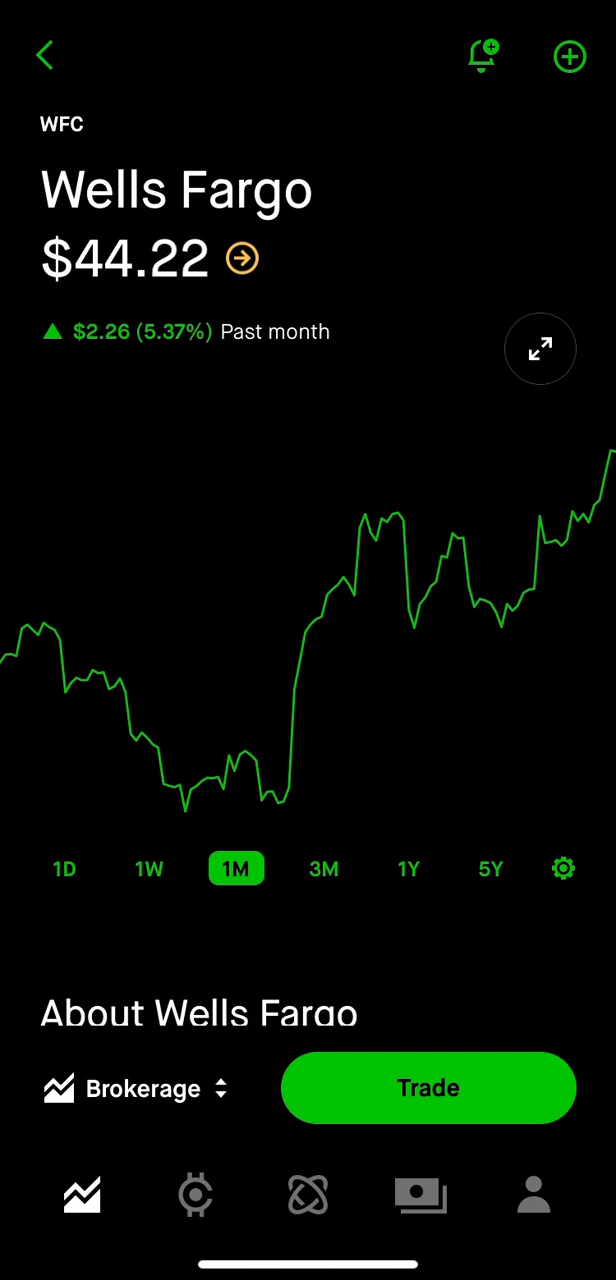 WFC
Wells Fargo
$44.22
$2.26 (5.37%) Past month
1D 1W 1M 3M 1Y 5Y
About Wells Fargo
Brokerage Trade